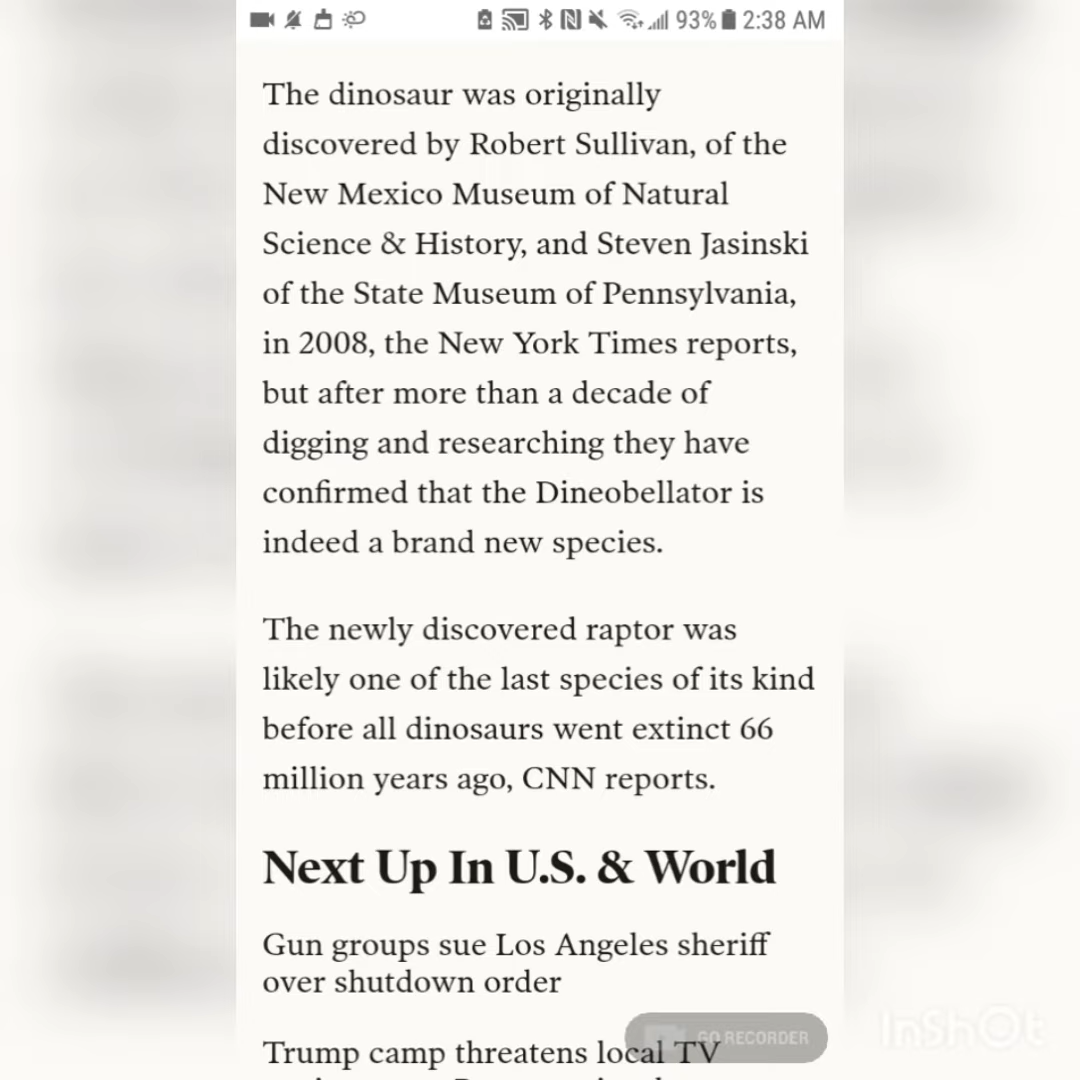 93% 2:38 AM
The dinosaur was originally
discovered by Robert Sullivan, of the
New Mexico Museum of Natural
Science & History, and Steven Jasinski
of the State Museum of Pennsylvania,
in 2008, the New York Times reports,
but after more than a decade of
digging and researching they have
confirmed that the Dineobellator is
indeed a brand new species.
The newly discovered raptor was
likely one of the last species of its kind
before all dinosaurs went extinct 66
million years ago, CNN reports.
Next Up In U.S. & World
Gun groups sue Los Angeles sheriff
over shutdown order
GO RECORDER
InShOt
Trump camp threatens local TV